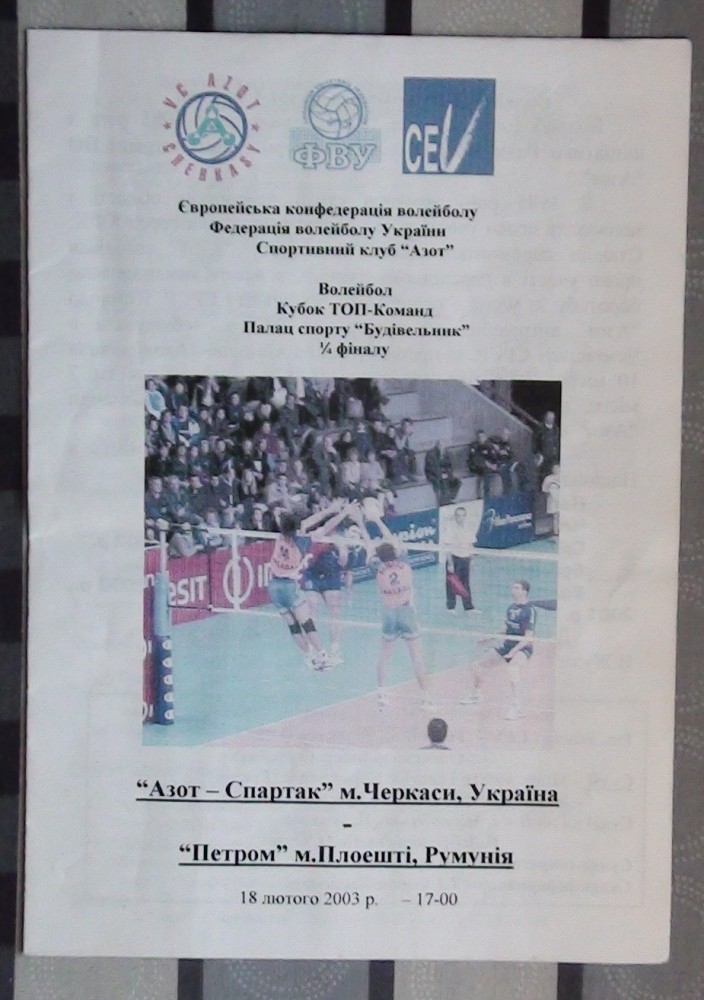 VC AZOT
CHERKASY
ФВУ
CEV
Європейська конфедерація волейболу
Федерація волейболу України
Спортивний клуб “Азот”
Волейбол
Кубок ТОП-Команд
Палац спорту “Будівельник”
¼ фіналу
2
“Азот – Спартак” м.Черкаси, Україна
-
“Петром” м.Плоешті, Румунія
18 лютого 2003 р. – 17-00